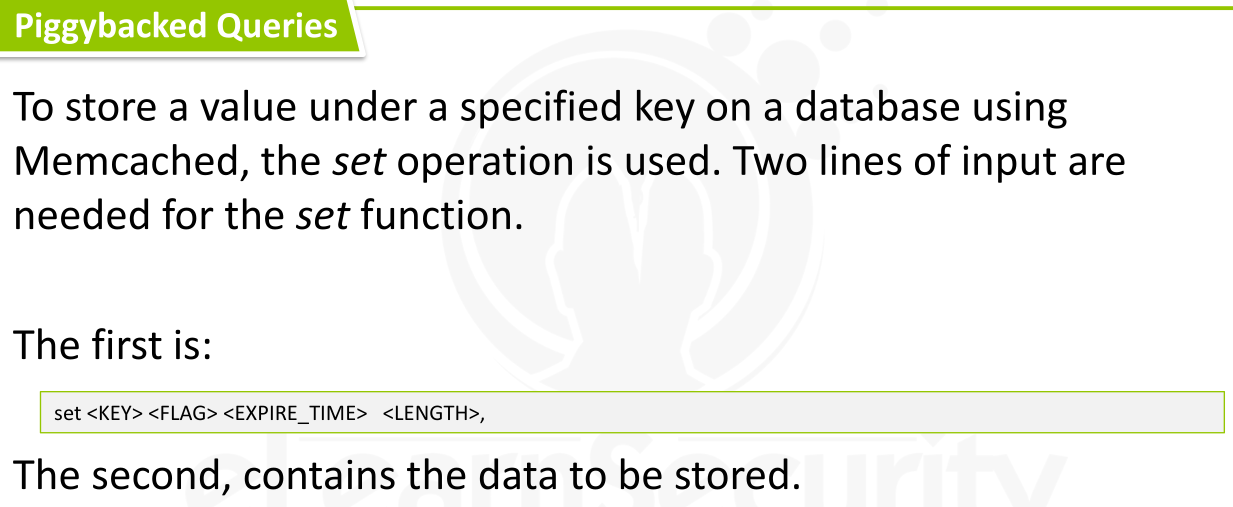 Piggybacked Queries
To store a value under a specified key on a database using
Memcached, the set operation is used. Two lines of input are
needed for the set function.
The first is:
set <KEY> <FLAG> <EXPIRE_TIME>   <LENGTH>,
The second, contains the data to be stored.
eLearnSecurity